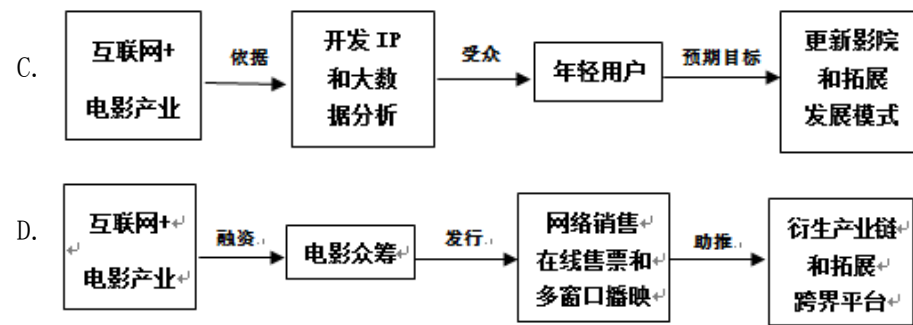 C.
互联网+
电影产业
依据
开发 IP
和大数
据分析
受众
年轻用户
预期目标
更新影院
和拓展
发展模式
D.
互联网+
电影产业
融资
电影众筹
发行
网络销售
在线售票和
多窗口播映
助推
衍生产业链
和拓展
跨界平台